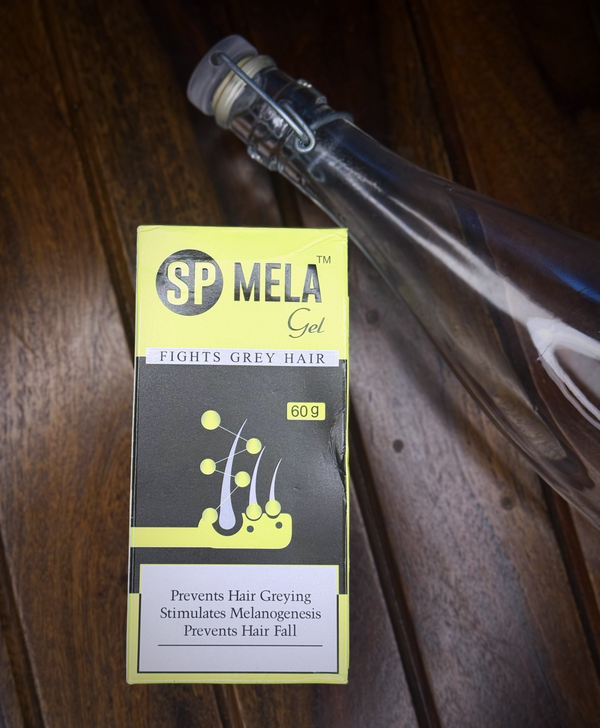 SP MELA™
Gel
FIGHTS GREY HAIR
60 g
Prevents Hair Greying
Stimulates Melanogenesis
Prevents Hair Fall